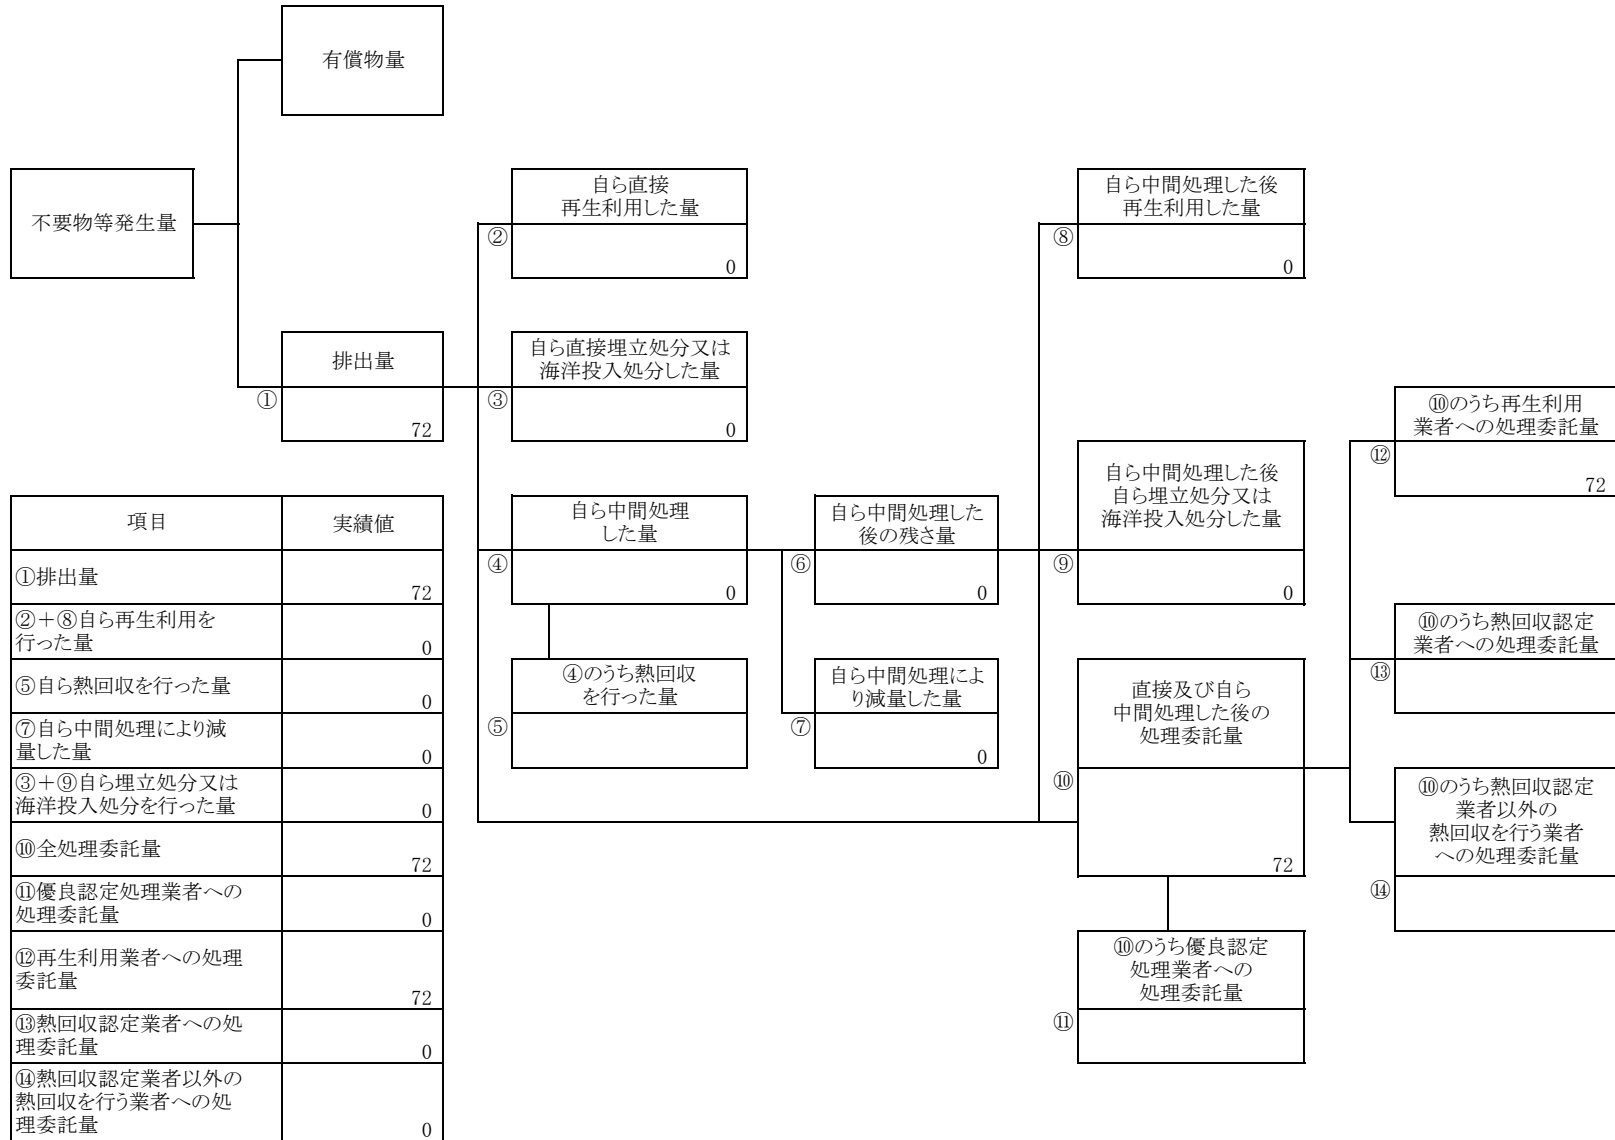 有償物量
不要物等発生量
自ら直接
再生利用した量
②
0
自ら中間処理した後
再生利用した量
⑧
0
排出量
①
72
自ら直接埋立処分又は
海洋投入処分した量
③
0
⑩のうち再生利用
業者への処理委託量
⑫
72
自ら中間処理した後
自ら埋立処分又は
海洋投入処分した量
⑨
0
自ら中間処理
した量
④
0
自ら中間処理した
後の残さ量
⑥
0
⑩のうち熱回収認定
業者への処理委託量
⑬
④のうち熱回収
を行った量
⑤
自ら中間処理によ
り減量した量
⑦
0
直接及び自ら
中間処理した後の
処理委託量
⑩
72
⑩のうち熱回収認定
業者以外の
熱回収を行う業者
への処理委託量
⑭
⑩のうち優良認定
処理業者への
処理委託量
⑪
項目 実績値
①排出量
72
②＋⑧自ら再生利用を
行った量
0
⑤自ら熱回収を行った量
0
⑦自ら中間処理により減
量した量
0
③＋⑨自ら埋立処分又は
海洋投入処分を行った量
0
⑩全処理委託量
72
⑪優良認定処理業者への
処理委託量
0
⑫再生利用業者への処理
委託量
72
⑬熱回収認定業者への処
理委託量
0
⑭熱回収認定業者以外の
熱回収を行う業者への処
理委託量
0